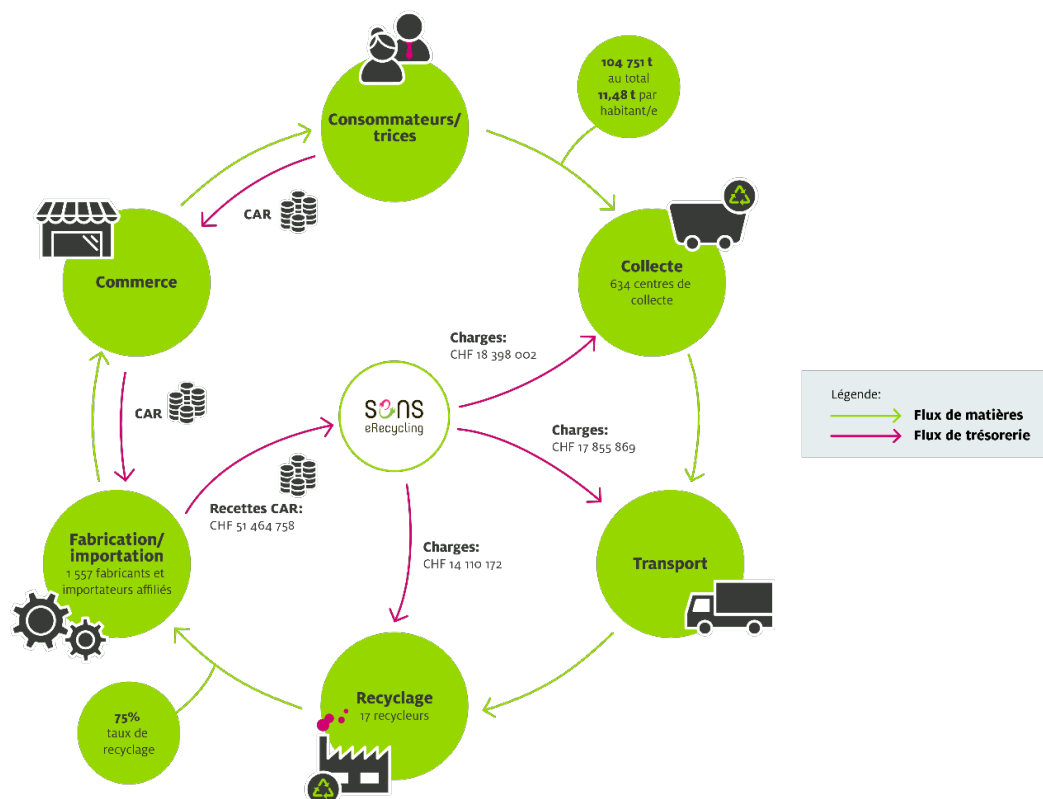 104 751 t
au total
11,48 t par
habitant/e
Consommateurs/
trices
CAR
Commerce
Collecte
634 centres de
collecte
Charges:
CHF 18 398 002
sens
eRecycling
Légende:
Flux de matières
Flux de trésorerie
CAR
Charges:
CHF 17 855 869
Recettes CAR:
CHF 51 464 758
Fabrication/
importation
1 557 fabricants et
importateurs affiliés
Charges:
CHF 14 110 172
Transport
Recyclage
17 recycleurs
75%
taux de
recyclage